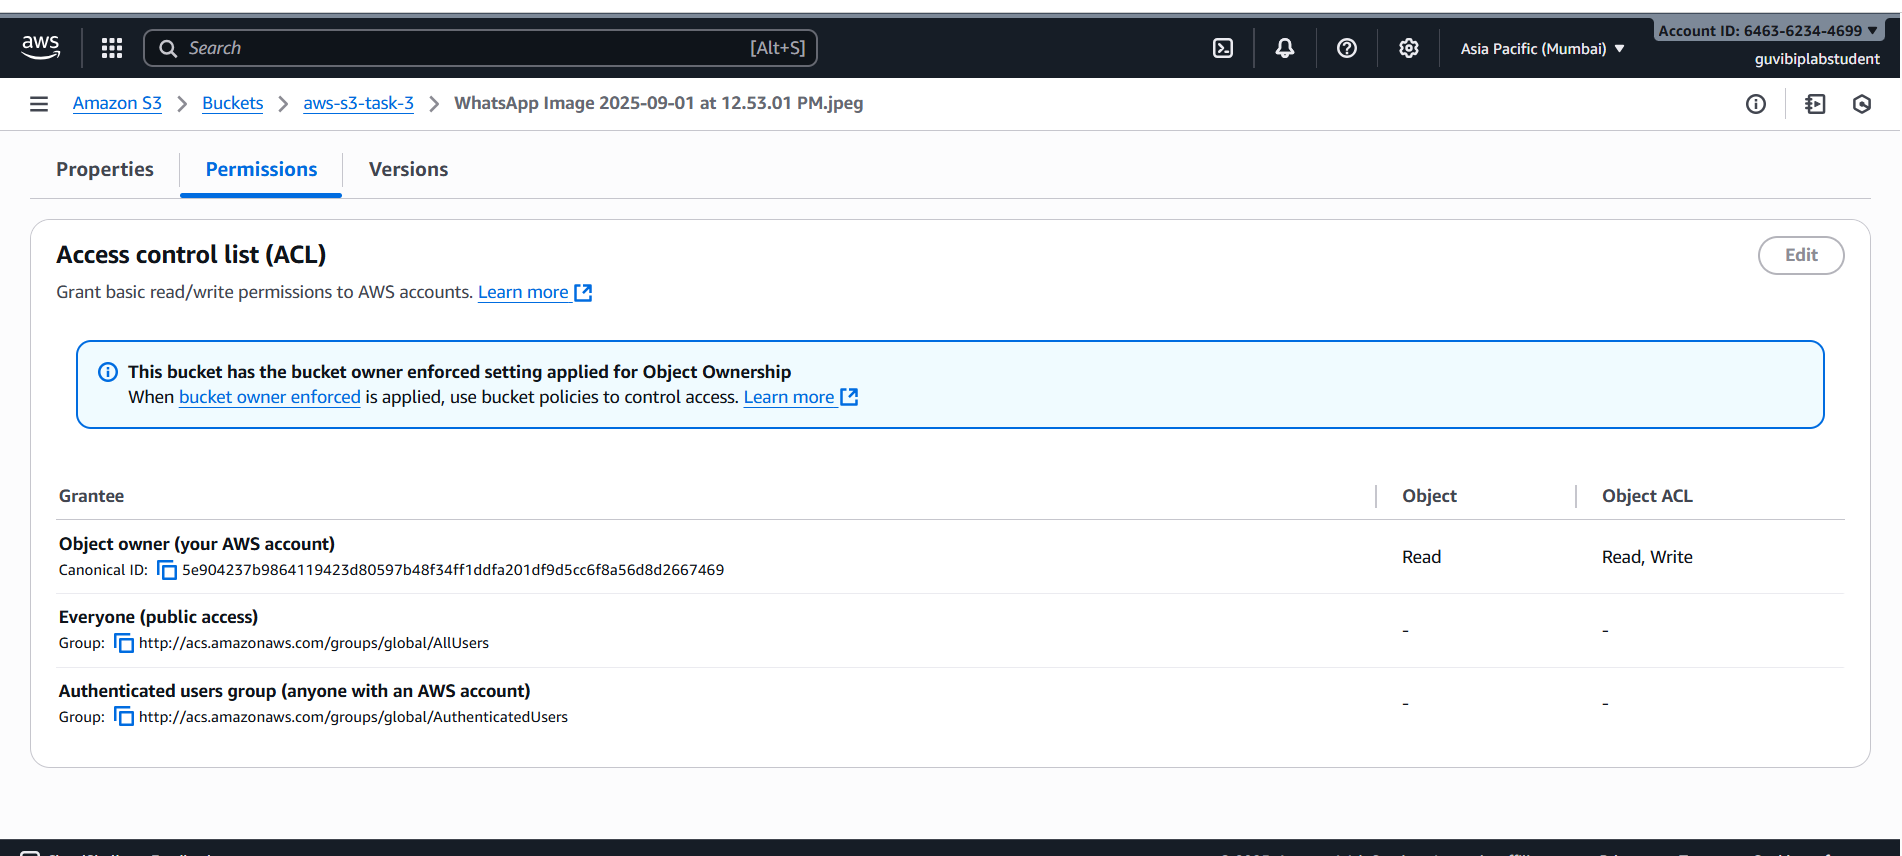 aws
Search
[Alt+S]
Asia Pacific (Mumbai)
Account ID: 6463-6234-4699
guvibiplabstudent
Amazon S3
Buckets
aws-s3-task-3
WhatsApp Image 2025-09-01 at 12.53.01 PM.jpeg
Properties
Permissions
Versions
Access control list (ACL)
Edit
Grant basic read/write permissions to AWS accounts. Learn more
This bucket has the bucket owner enforced setting applied for Object Ownership
When bucket owner enforced is applied, use bucket policies to control access. Learn more
Grantee
Object
Object ACL
Object owner (your AWS account)
Canonical ID: 5e904237b9864119423d80597b48f34ff1ddfa201df9d5cc6f8a56d8d2667469
Read
Read, Write
Everyone (public access)
Group: http://acs.amazonaws.com/groups/global/AllUsers
-
-
Authenticated users group (anyone with an AWS account)
Group: http://acs.amazonaws.com/groups/global/AuthenticatedUsers
-
-